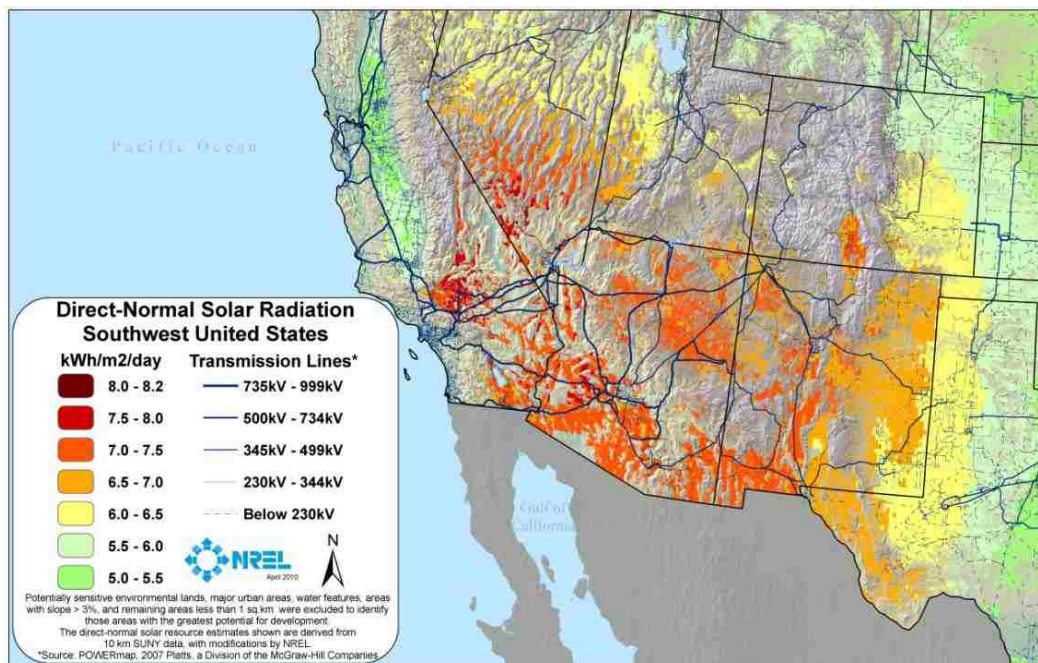 Pacific Ocean
Gulf of
California
Direct-Normal Solar Radiation
Southwest United States
kWh/m2/day
Transmission Lines*
8.0 - 8.2
735kV - 999kV
7.5 - 8.0
500kV - 734kV
7.0 - 7.5
345kV - 499kV
6.5 - 7.0
230kV - 344kV
6.0 - 6.5
Below 230kV
5.5 - 6.0
5.0 - 5.5
NREL
April 2010
N
Potentially sensitive environmental lands, major urban areas, water features, areas
with slope > 3%, and remaining areas less than 1 sq.km were excluded to identify
those areas with the greatest potential for development.
The direct-normal solar resource estimates shown are derived from
10 km SUNY data, with modifications by NREL.
*Source: POWERmap, 2007 Platts, a Division of the McGraw-Hill Companies